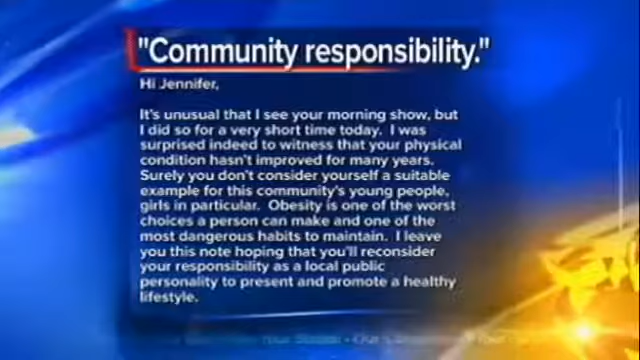 "Community responsibility."
Hi Jennifer,
It's unusual that I see your morning show, but
I did so for a very short time today. I was
surprised indeed to witness that your physical
condition hasn't improved for many years.
Surely you don't consider yourself a suitable
example for this community's young people,
girls in particular. Obesity is one of the worst
choices a person can make and one of the
most dangerous habits to maintain. I leave
you this note hoping that you'll reconsider
your responsibility as a local public
personality to present and promote a healthy
lifestyle.